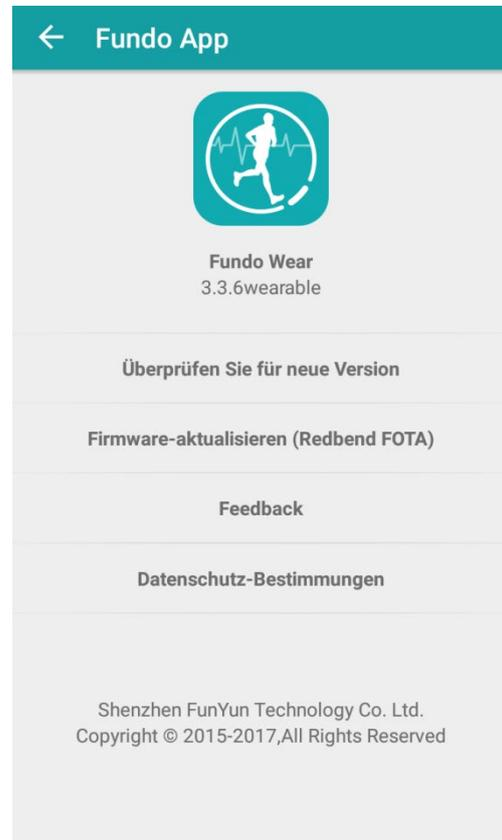 Fundo App
Fundo Wear
3.3.6wearable
Überprüfen Sie für neue Version
Firmware-aktualisieren (Redbend FOTA)
Feedback
Datenschutz-Bestimmungen
Shenzhen FunYun Technology Co. Ltd.
Copyright © 2015-2017,All Rights Reserved